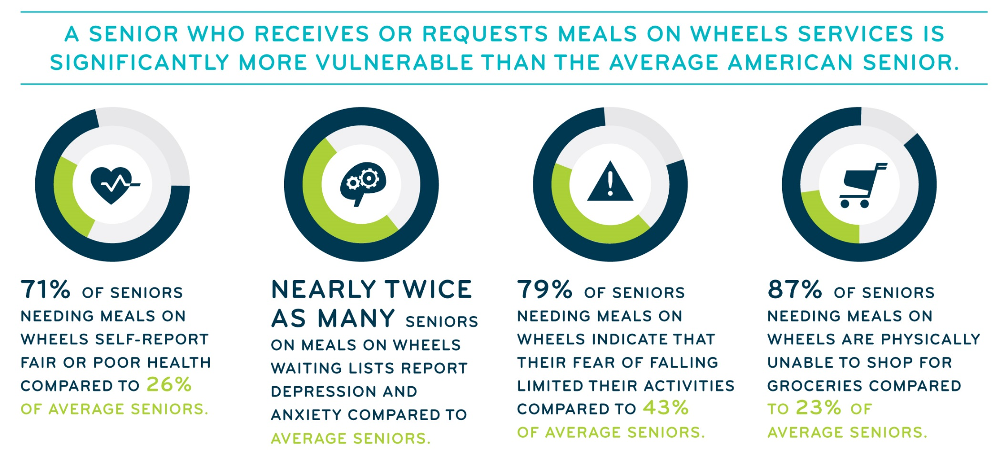 A SENIOR WHO RECEIVES OR REQUESTS MEALS ON WHEELS SERVICES IS
SIGNIFICANTLY MORE VULNERABLE THAN THE AVERAGE AMERICAN SENIOR.
71% OF SENIORS
NEEDING MEALS ON
WHEELS SELF-REPORT
FAIR OR POOR HEALTH
COMPARED TO 26%
OF AVERAGE SENIORS.
NEARLY TWICE
AS MANY SENIORS
ON MEALS ON WHEELS
WAITING LISTS REPORT
DEPRESSION AND
ANXIETY COMPARED TO
AVERAGE SENIORS.
79% OF SENIORS
NEEDING MEALS ON
WHEELS INDICATE THAT
THEIR FEAR OF FALLING
LIMITED THEIR ACTIVITIES
COMPARED TO 43%
OF AVERAGE SENIORS.
87% OF SENIORS
NEEDING MEALS ON
WHEELS ARE PHYSICALLY
UNABLE TO SHOP FOR
GROCERIES COMPARED
TO 23% OF
AVERAGE SENIORS.